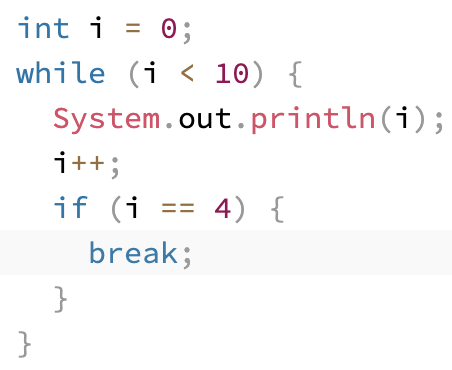 int i = 0;
while (i < 10) {
  System.out.println(i);
  i++;
  if (i == 4) {
    break;
  }
}